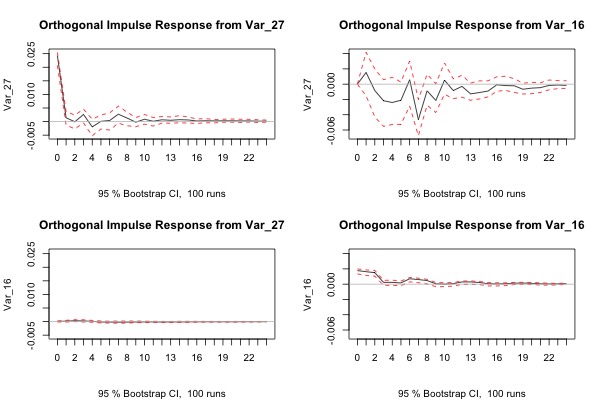 Orthogonal Impulse Response from Var_27
Var_27
0.025
0.010
-0.005
0 2 4 6 8 10 13 16 19 22
95 % Bootstrap CI, 100 runs
Orthogonal Impulse Response from Var_16
Var_27
0.000
-0.006
0 2 4 6 8 10 13 16 19 22
95 % Bootstrap CI, 100 runs
Orthogonal Impulse Response from Var_27
Var_16
0.025
0.010
-0.005
0 2 4 6 8 10 13 16 19 22
95 % Bootstrap CI, 100 runs
Orthogonal Impulse Response from Var_16
Var_16
0.000
-0.006
0 2 4 6 8 10 13 16 19 22
95 % Bootstrap CI, 100 runs